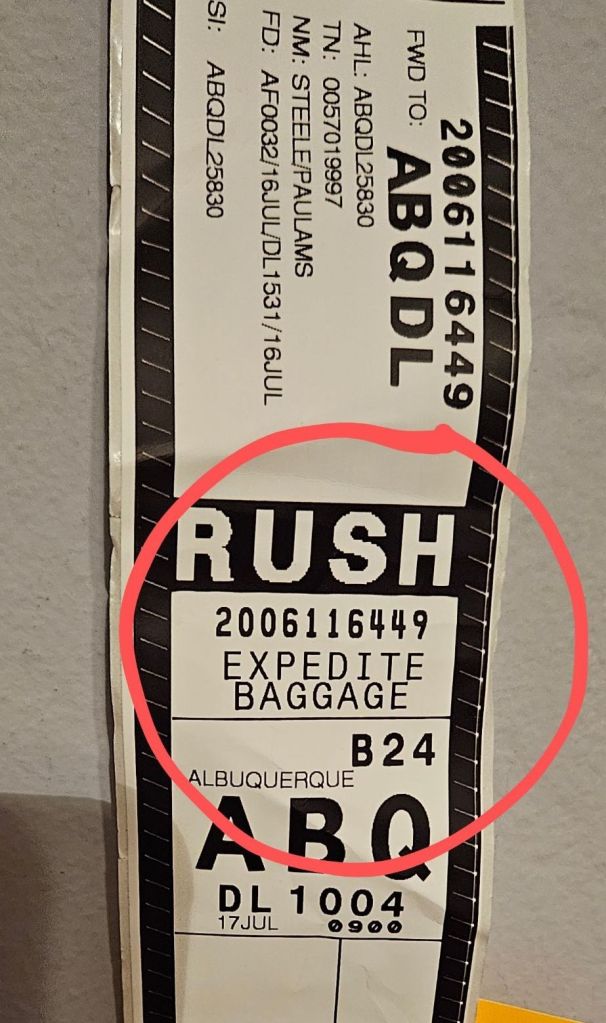 2006116449
FWD TO: ABQDL
AHL: ABQDL25830
TN: 0057019997
NM: STEELE/PAULAMS
FD: AF0032/16JUL/DL1531/16JUL
SI: ABQDL25830
RUSH
2006116449
EXPEDITE
BAGGAGE
B24
ALBUQUERQUE
ABQ
DL 1004
17JUL 0900